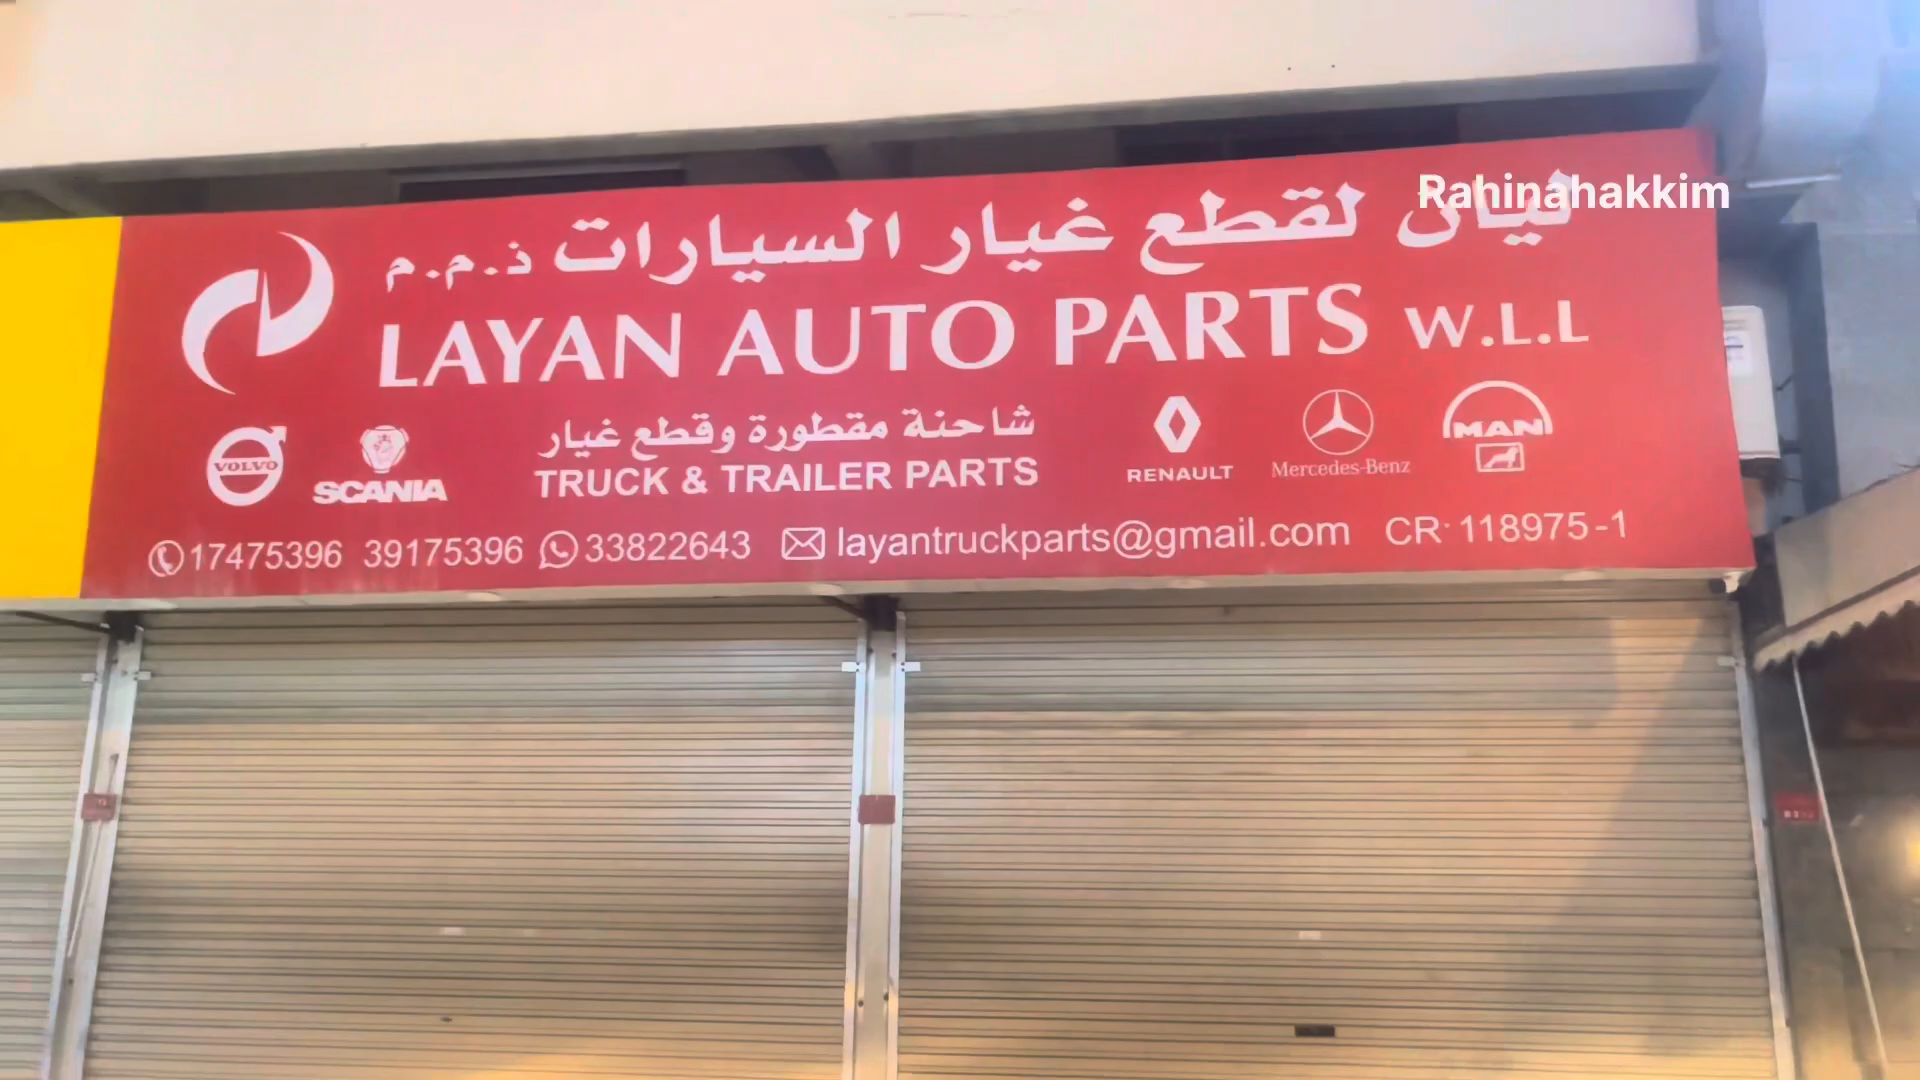 Rahinahakkim
ليان لقطع غيار السيارات ذ.م.م
LAYAN AUTO PARTS W.L.L
VOLVO
SCANIA
شاحنة مقطورة وقطع غيار
TRUCK & TRAILER PARTS
RENAULT
Mercedes-Benz
MAN
17475396 39175396 33822643 layantruckparts@gmail.com CR 118975-1